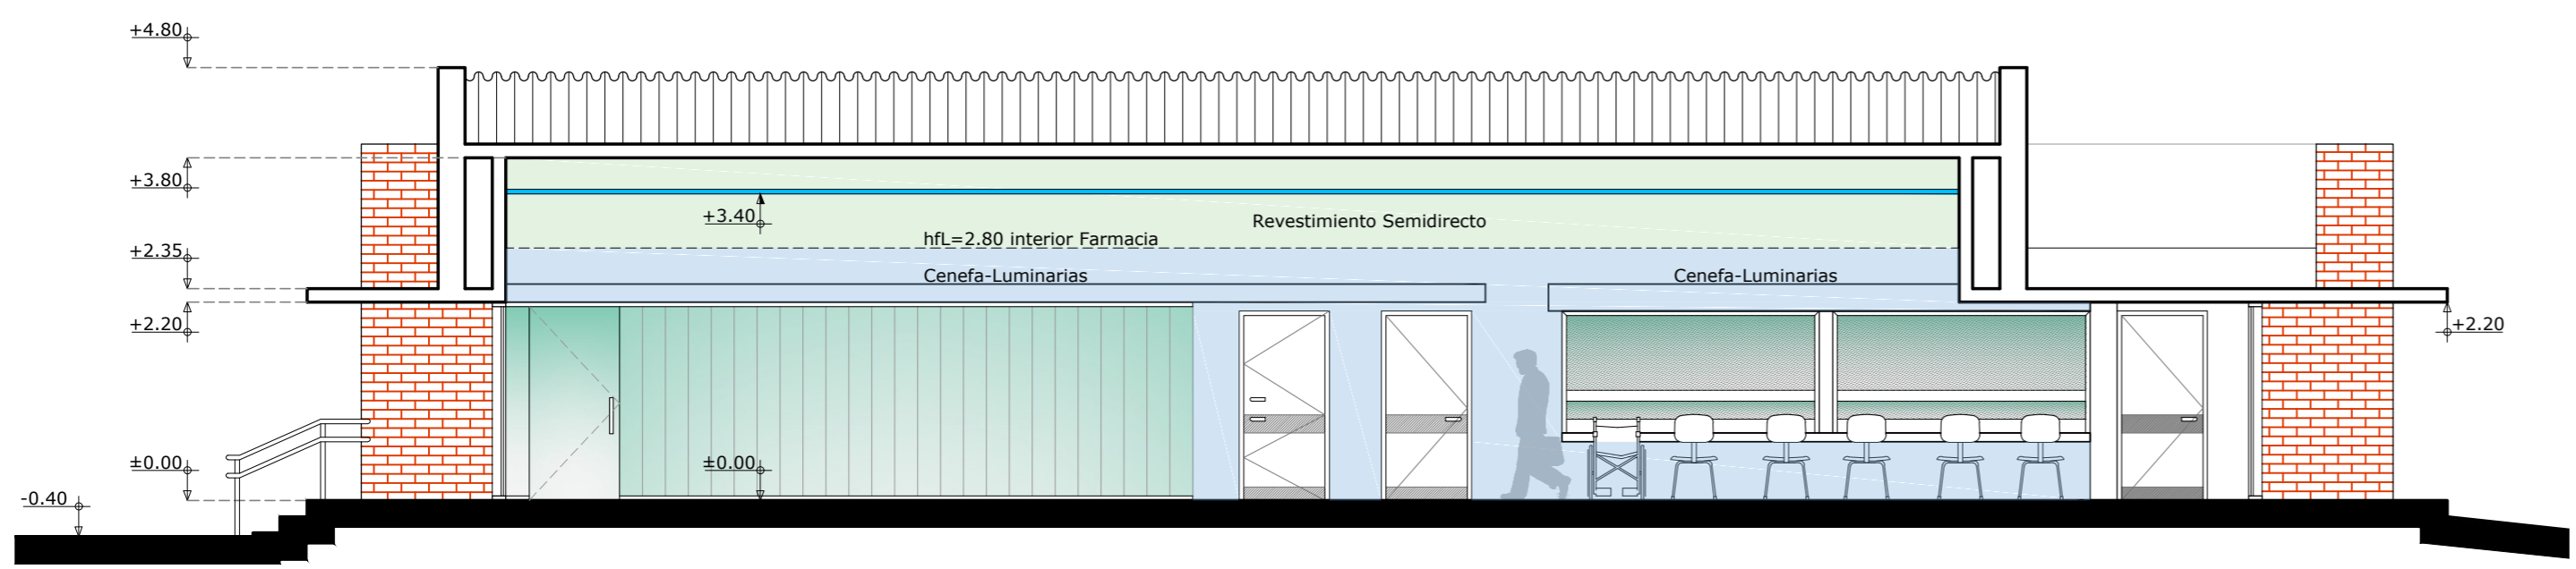 +4.80
+3.80
+3.40
Revestimiento Semidirecto
hfL=2.80 interior Farmacia
+2.35
Cenefa-Luminarias
Cenefa-Luminarias
+2.20
+2.20
±0.00
±0.00
-0.40